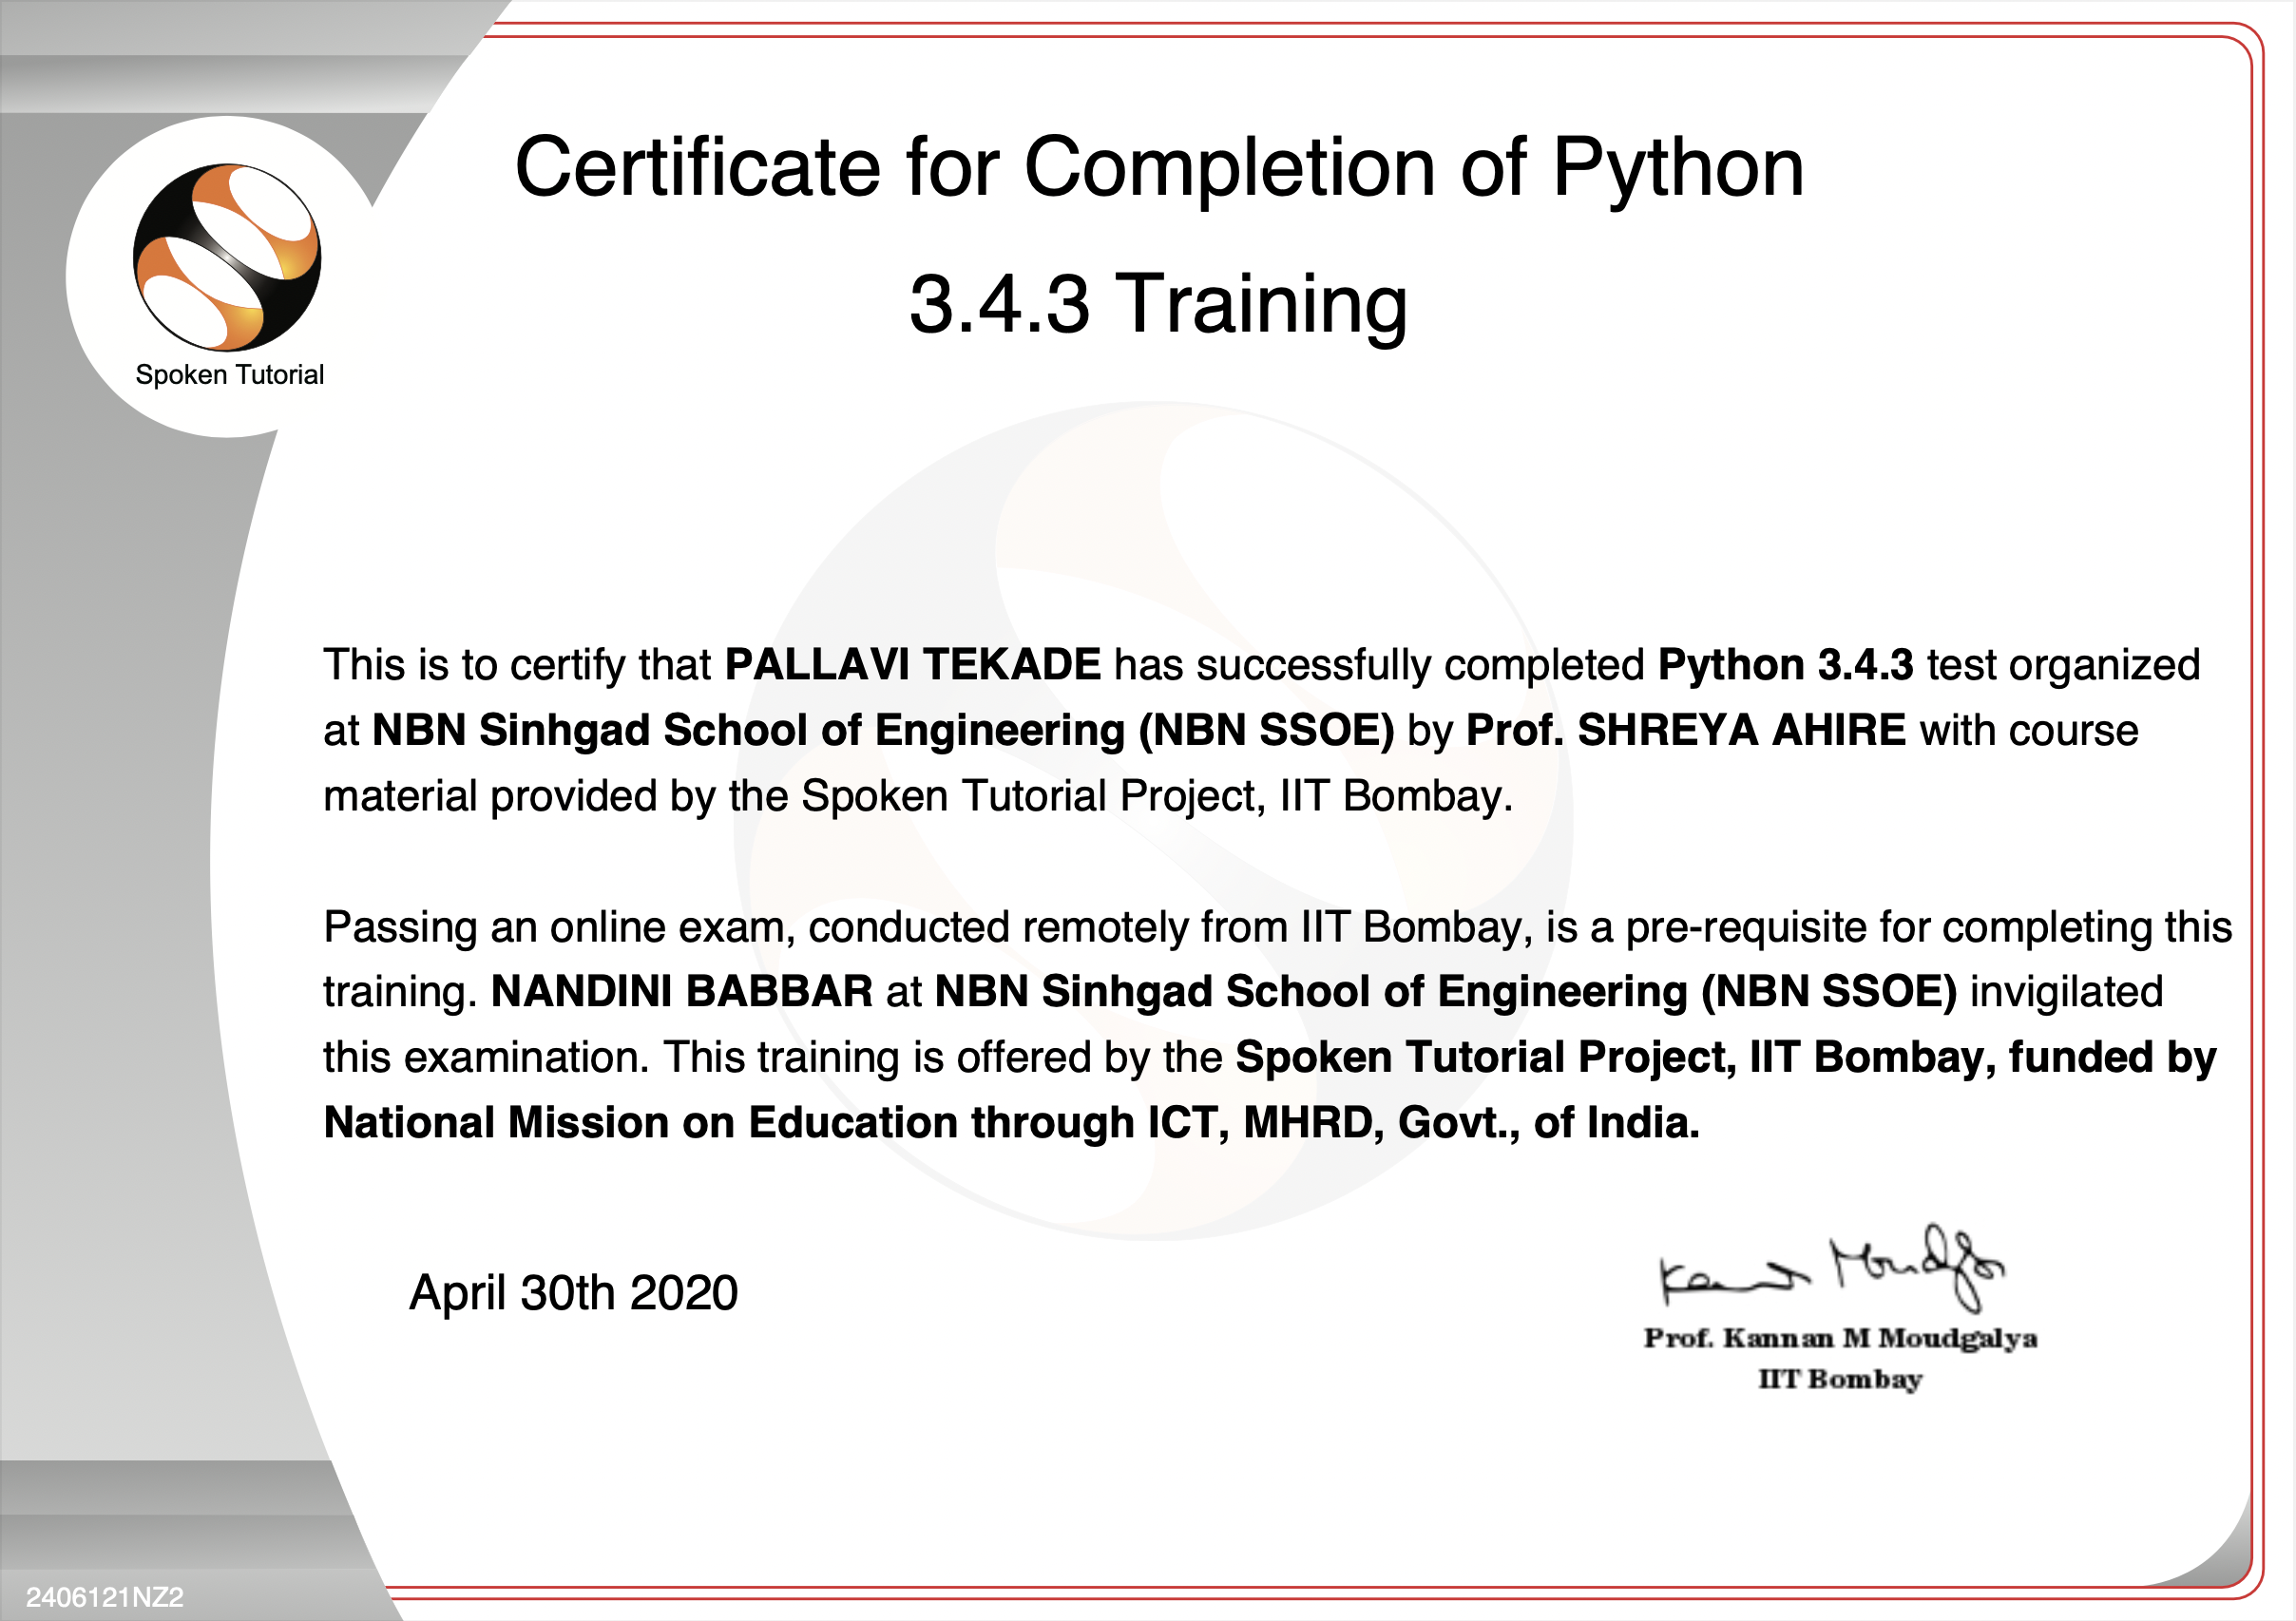 Certificate for Completion of Python
3.4.3 Training
Spoken Tutorial
This is to certify that PALLAVI TEKADE has successfully completed Python 3.4.3 test organized
at NBN Sinhgad School of Engineering (NBN SSOE) by Prof. SHREYA AHIRE with course
material provided by the Spoken Tutorial Project, IIT Bombay.
Passing an online exam, conducted remotely from IIT Bombay, is a pre-requisite for completing this
training. NANDINI BABBAR at NBN Sinhgad School of Engineering (NBN SSOE) invigilated
this examination. This training is offered by the Spoken Tutorial Project, IIT Bombay, funded by
National Mission on Education through ICT, MHRD, Govt., of India.
April 30th 2020
Kannan Moudgalya
Prof. Kannan M Moudgalya
IIT Bombay
2406121NZ2